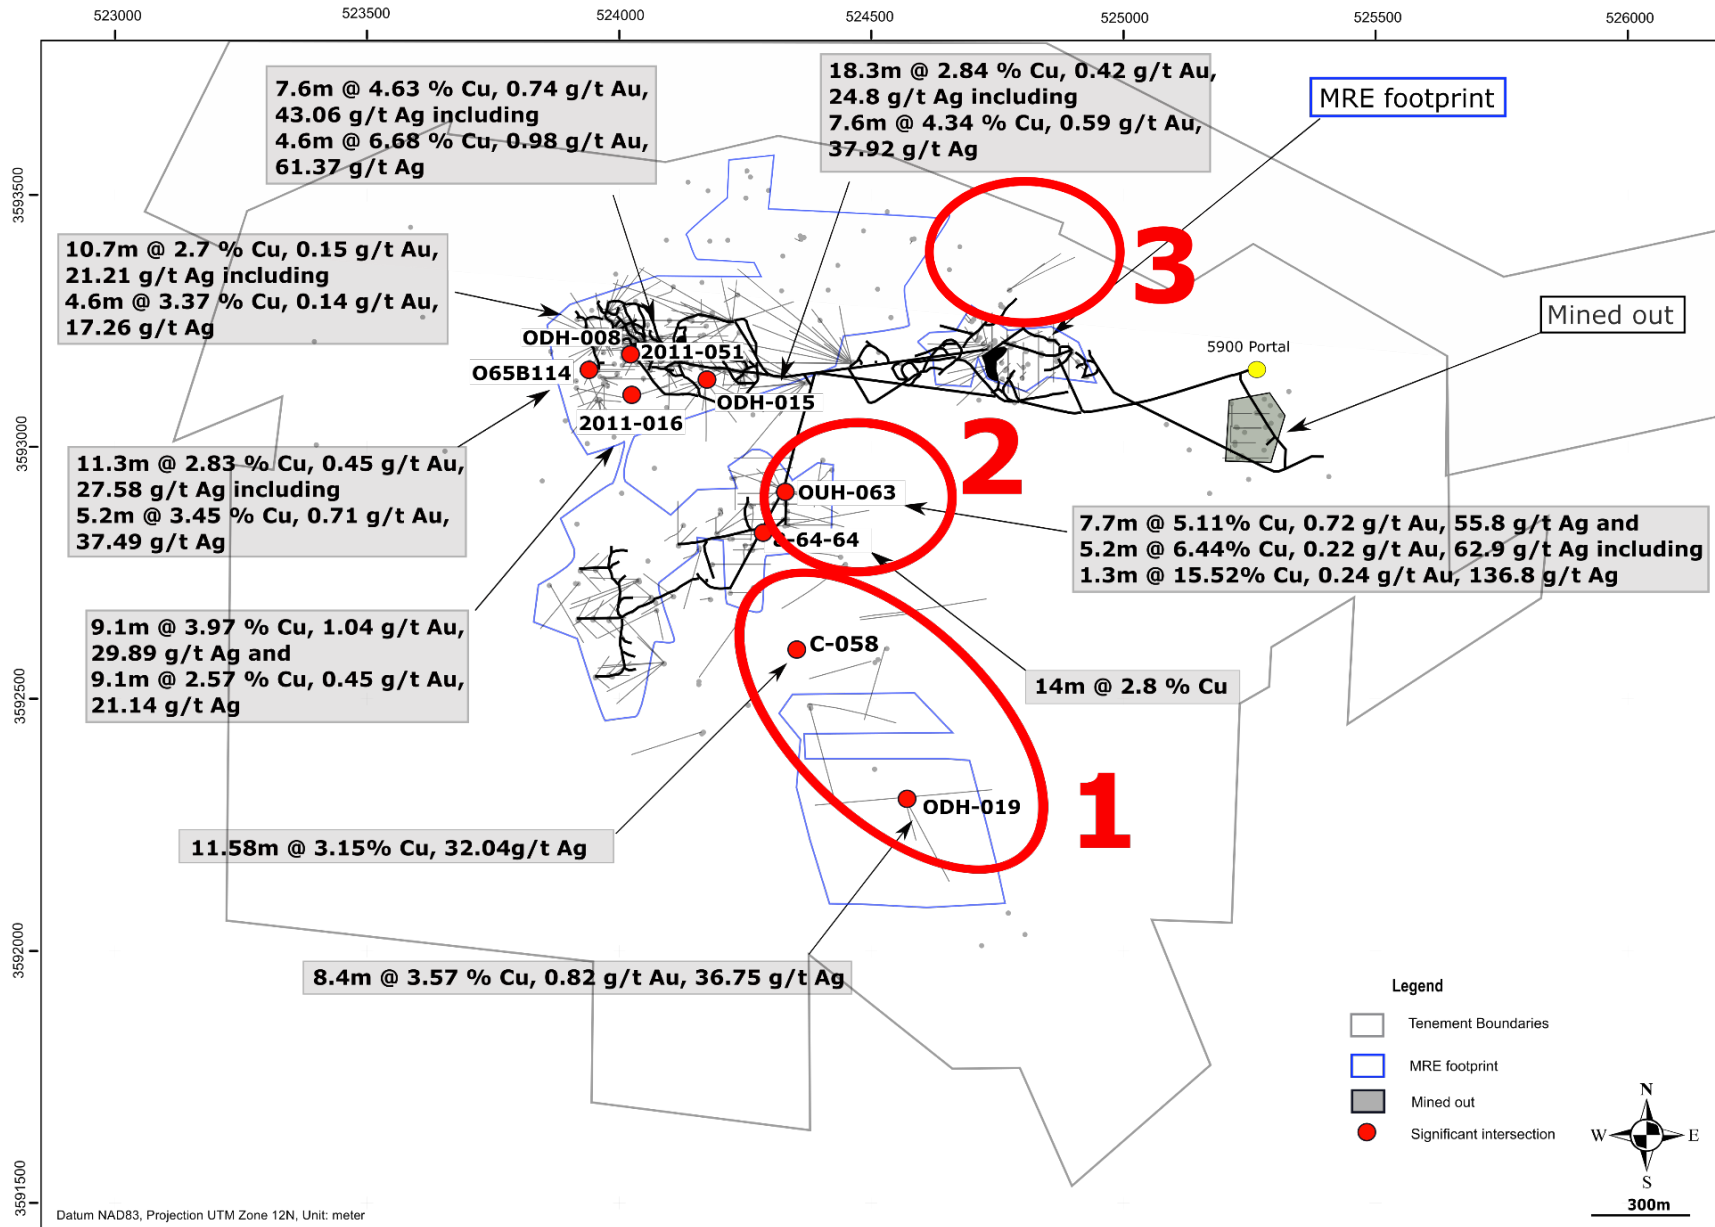 523000
523500
524000
524500
525000
525500
526000
3593500
3593000
3592500
3592000
3591500
7.6m @ 4.63 % Cu, 0.74 g/t Au,
43.06 g/t Ag including
4.6m @ 6.68 % Cu, 0.98 g/t Au,
61.37 g/t Ag
18.3m @ 2.84 % Cu, 0.42 g/t Au,
24.8 g/t Ag including
7.6m @ 4.34 % Cu, 0.59 g/t Au,
37.92 g/t Ag
MRE footprint
10.7m @ 2.7 % Cu, 0.15 g/t Au,
21.21 g/t Ag including
4.6m @ 3.37 % Cu, 0.14 g/t Au,
17.26 g/t Ag
3
Mined out
5900 Portal
ODH-008
2011-051
O65B114
ODH-015
2011-016
2
11.3m @ 2.83 % Cu, 0.45 g/t Au,
27.58 g/t Ag including
5.2m @ 3.45 % Cu, 0.71 g/t Au,
37.49 g/t Ag
OUH-063
8-64-64
7.7m @ 5.11% Cu, 0.72 g/t Au, 55.8 g/t Ag and
5.2m @ 6.44% Cu, 0.22 g/t Au, 62.9 g/t Ag including
1.3m @ 15.52% Cu, 0.24 g/t Au, 136.8 g/t Ag
9.1m @ 3.97 % Cu, 1.04 g/t Au,
29.89 g/t Ag and
9.1m @ 2.57 % Cu, 0.45 g/t Au,
21.14 g/t Ag
C-058
14m @ 2.8 % Cu
1
ODH-019
11.58m @ 3.15% Cu, 32.04g/t Ag
8.4m @ 3.57 % Cu, 0.82 g/t Au, 36.75 g/t Ag
Legend
Tenement Boundaries
MRE footprint
Mined out
Significant intersection
N
W
E
S
300m
Datum NAD83, Projection UTM Zone 12N, Unit: meter